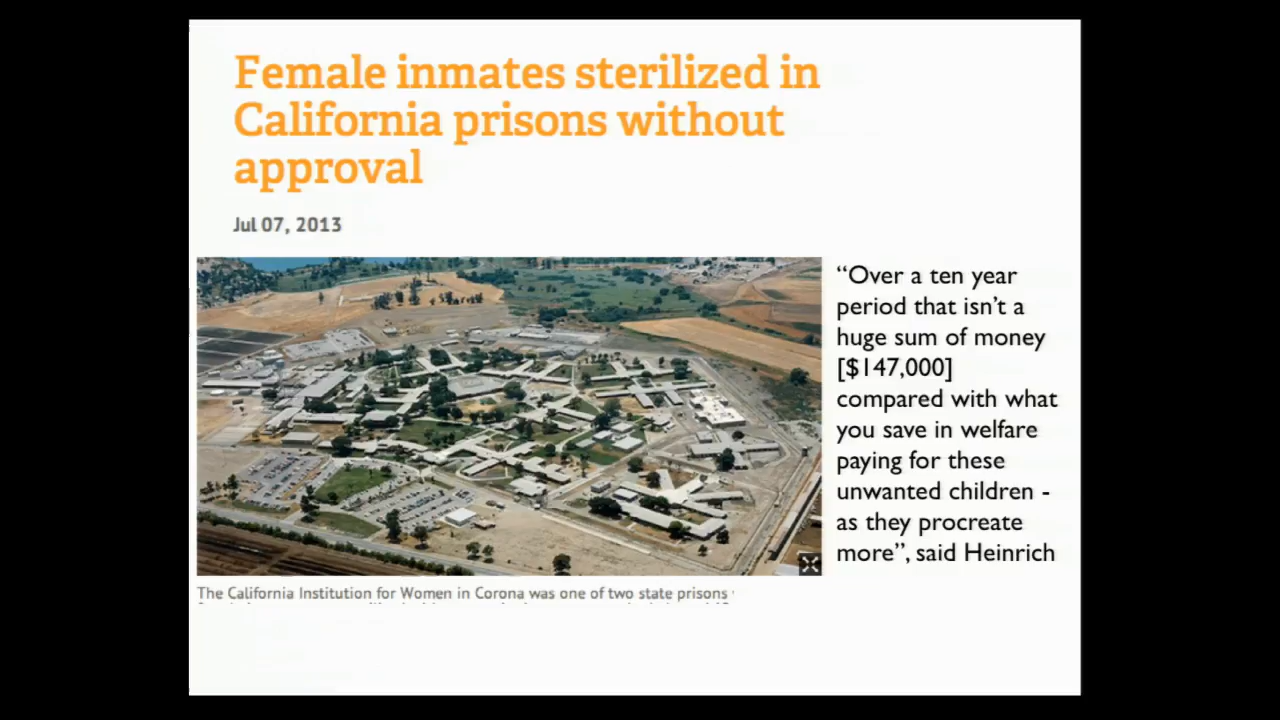 Female inmates sterilized in
California prisons without
approval
Jul 07, 2013
“Over a ten year
period that isn’t a
huge sum of money
[$147,000]
compared with what
you save in welfare
paying for these
unwanted children -
as they procreate
more”, said Heinrich
The California Institution for Women in Corona was one of two state prisons